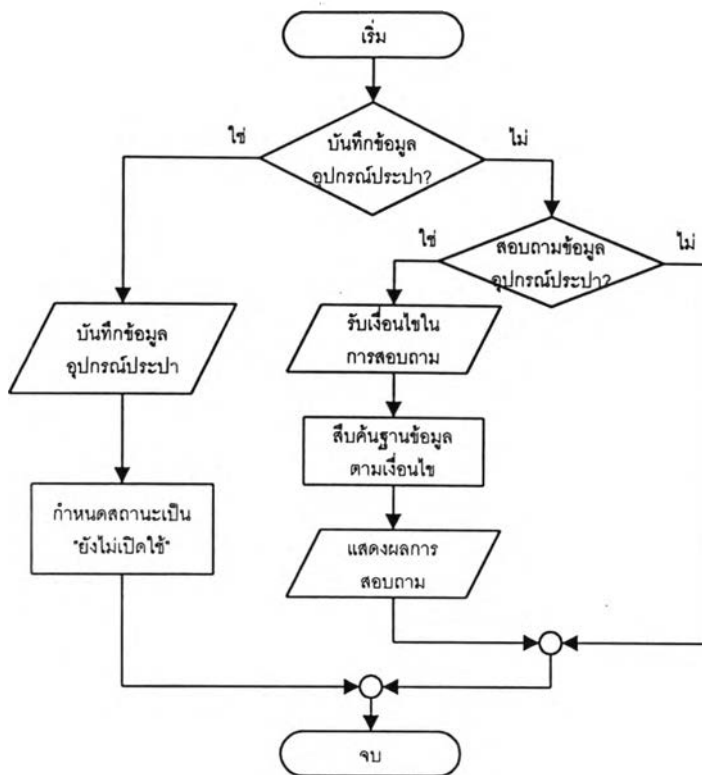 เริ่ม
ใช่
บันทึกข้อมูล
อุปกรณ์ประปา?
ไม่
ใช่
สอบถามข้อมูล
อุปกรณ์ประปา?
ไม่
บันทึกข้อมูล
อุปกรณ์ประปา
รับเงื่อนไขใน
การสอบถาม
สืบค้นฐานข้อมูล
ตามเงื่อนไข
กำหนดสถานะเป็น
"ยังไม่เปิดใช้"
แสดงผลการ
สอบถาม
จบ